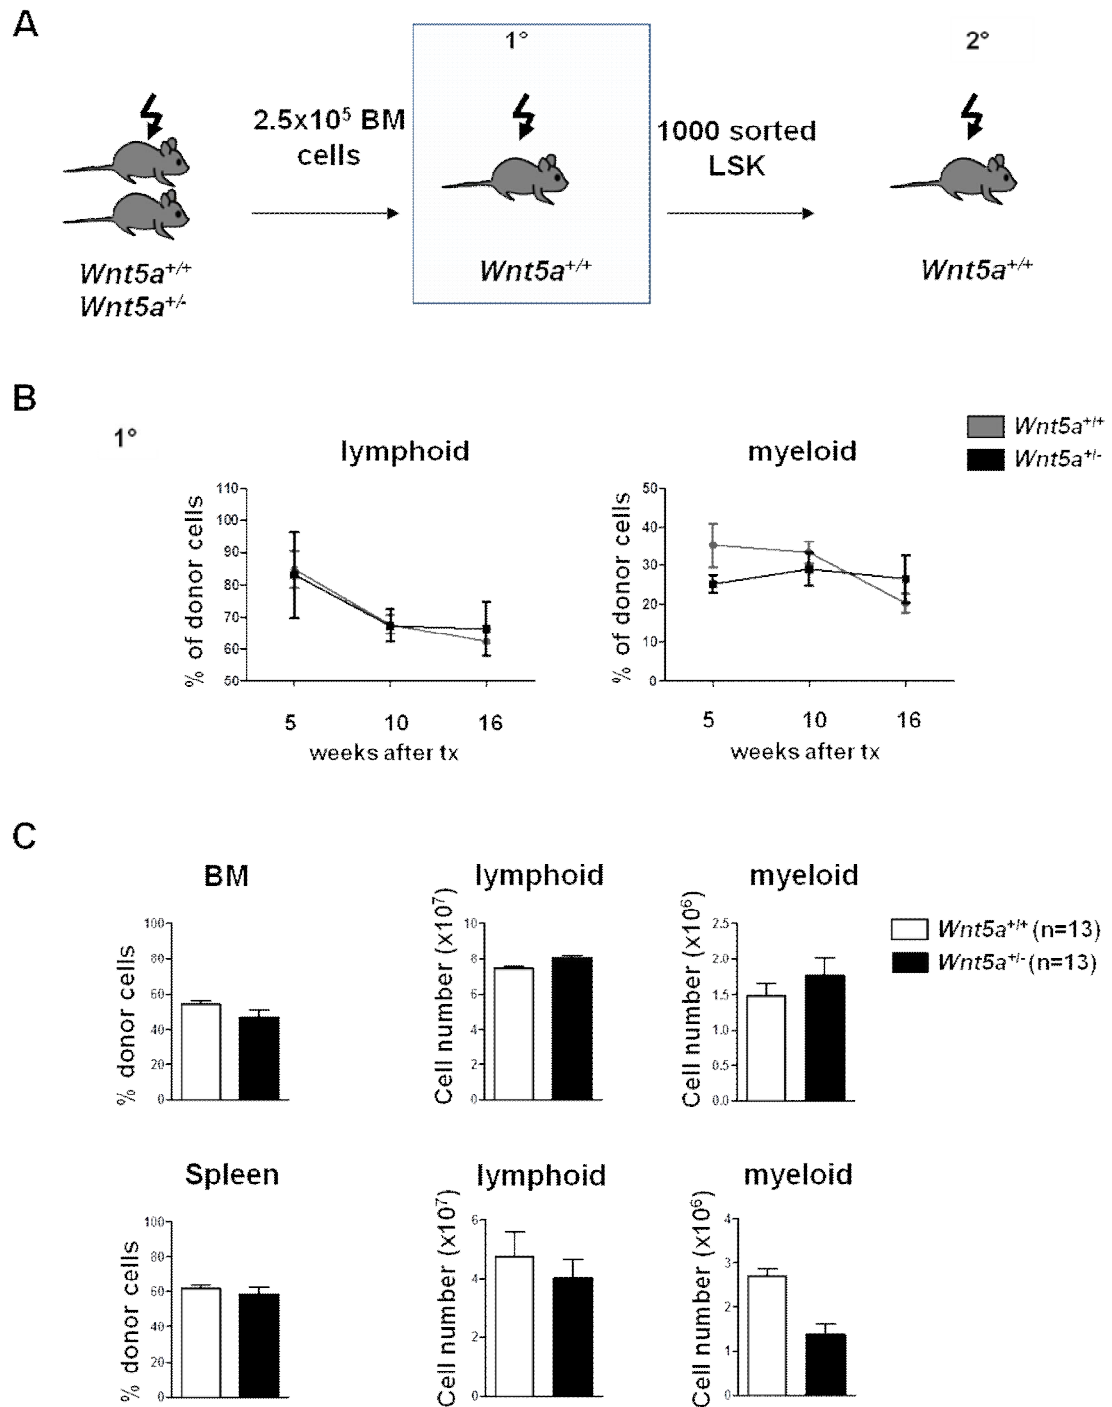 A
1°
2°
2.5x10⁵ BM
cells
1000 sorted
LSK
Wnt5a⁺/⁺
Wnt5a⁺/⁻
Wnt5a⁺/⁺
Wnt5a⁺/⁺
B
1°
lymphoid
myeloid
Wnt5a⁺/⁺
Wnt5a⁺/⁻
% of donor cells
110
100
90
80
70
60
50
5 10 16
weeks after tx
% of donor cells
50
40
30
20
10
0
5 10 16
weeks after tx
C
BM
lymphoid
myeloid
% donor cells
100
80
60
40
20
0
Cell number (x10⁷)
10
8
6
4
2
0
Cell number (x10⁶)
2.5
2.0
1.5
1.0
0.5
0.0
Wnt5a⁺/⁺ (n=13)
Wnt5a⁺/⁻ (n=13)
Spleen
lymphoid
myeloid
% donor cells
100
80
60
40
20
0
Cell number (x10⁷)
6
4
2
0
Cell number (x10⁶)
4
3
2
1
0